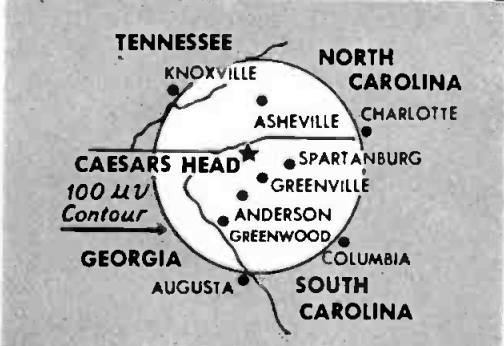 TENNESSEE
KNOXVILLE
NORTH
CAROLINA
ASHEVILLE
CHARLOTTE
CAESARS HEAD
SPARTANBURG
100 µV
Contour
GREENVILLE
ANDERSON
GREENWOOD
GEORGIA
COLUMBIA
AUGUSTA
SOUTH
CAROLINA